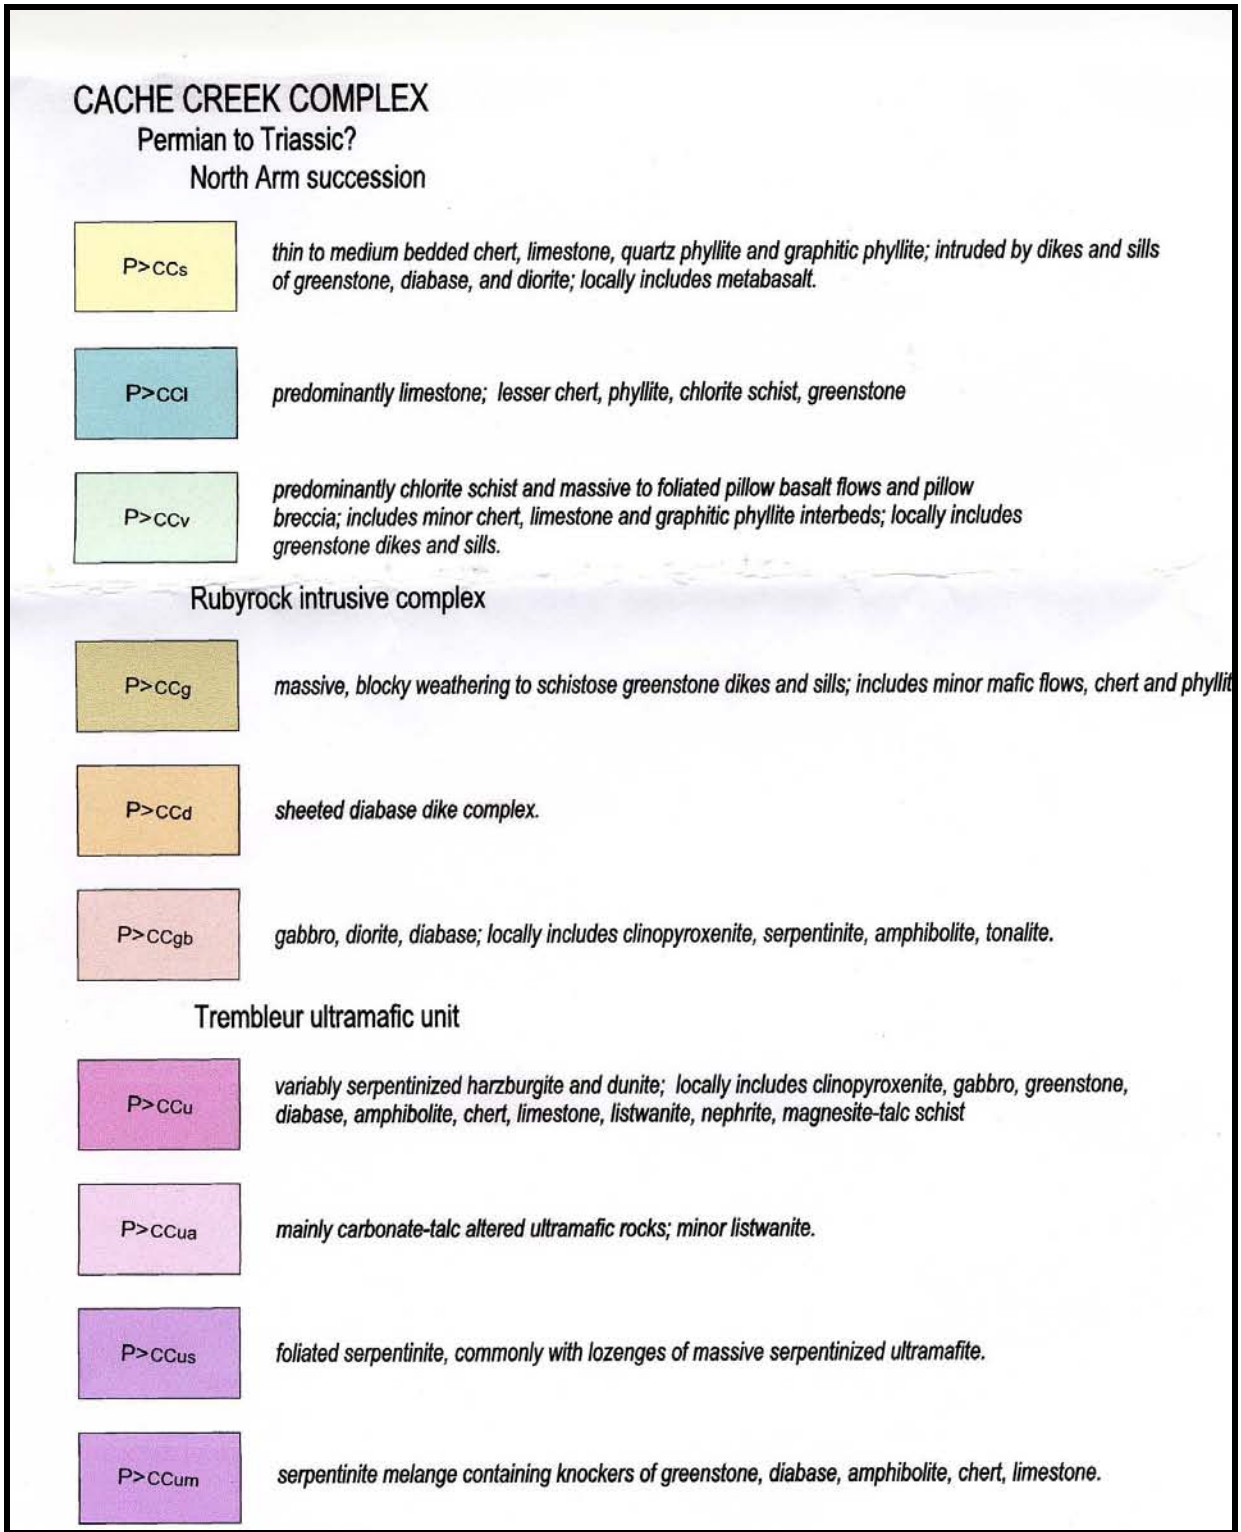 CACHE CREEK COMPLEX
Permian to Triassic?
North Arm succession
P>CCs
thin to medium bedded chert, limestone, quartz phyllite and graphitic phyllite; intruded by dikes and sills
of greenstone, diabase, and diorite; locally includes metabasalt.
P>CCl
predominantly limestone; lesser chert, phyllite, chlorite schist, greenstone
P>CCv
predominantly chlorite schist and massive to foliated pillow basalt flows and pillow
breccia; includes minor chert, limestone and graphitic phyllite interbeds; locally includes
greenstone dikes and sills.
Rubyrock intrusive complex
P>CCg
massive, blocky weathering to schistose greenstone dikes and sills; includes minor mafic flows, chert and phyllit
P>CCd
sheeted diabase dike complex.
P>CCgb
gabbro, diorite, diabase; locally includes clinopyroxenite, serpentinite, amphibolite, tonalite.
Trembleur ultramafic unit
P>CCu
variably serpentinized harzburgite and dunite; locally includes clinopyroxenite, gabbro, greenstone,
diabase, amphibolite, chert, limestone, listwanite, nephrite, magnesite-talc schist
P>CCua
mainly carbonate-talc altered ultramafic rocks; minor listwanite.
P>CCus
foliated serpentinite, commonly with lozenges of massive serpentinized ultramafite.
P>CCum
serpentinite melange containing knockers of greenstone, diabase, amphibolite, chert, limestone.